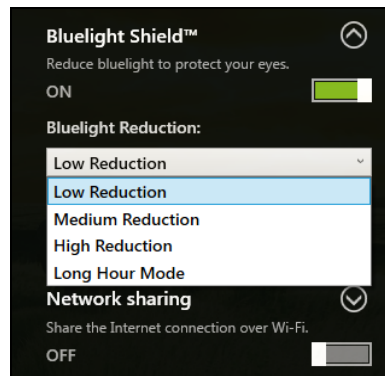 Bluelight Shield™
Reduce bluelight to protect your eyes.
ON
Bluelight Reduction:
Low Reduction
Low Reduction
Medium Reduction
High Reduction
Long Hour Mode
Network sharing
Share the Internet connection over Wi-Fi.
OFF